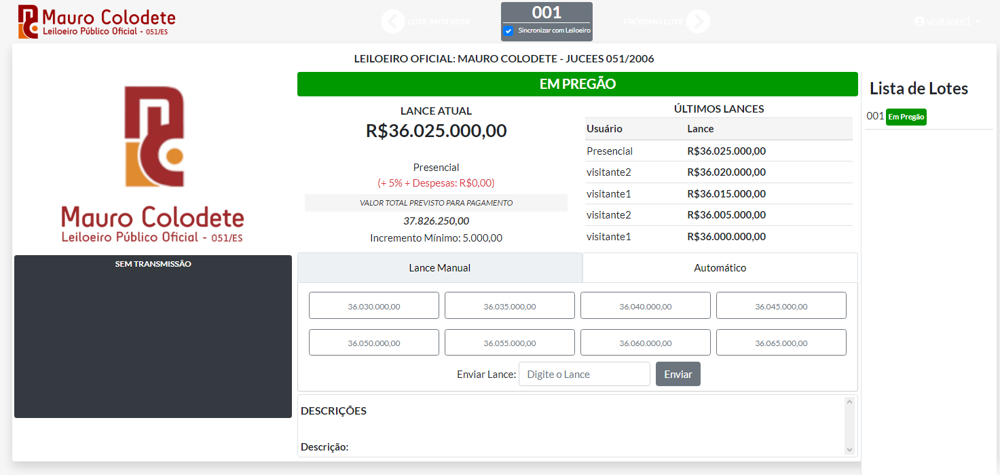 Mauro Colodete
Leiloeiro Público Oficial - 051/ES
LOTE ANTERIOR
001
Sincronizar com Leiloeiro
PRÓXIMO LOTE
visitante1
LEILOEIRO OFICIAL: MAURO COLODETE - JUCEES 051/2006
Mauro Colodete
Leiloeiro Público Oficial - 051/ES
SEM TRANSMISSÃO
EM PREGÃO
LANCE ATUAL
R$36.025.000,00
Presencial
(+ 5% + Despesas: R$0,00)
VALOR TOTAL PREVISTO PARA PAGAMENTO
37.826.250,00
Incremento Mínimo: 5.000,00
ÚLTIMOS LANCES
Usuário Lance
Presencial R$36.025.000,00
visitante2 R$36.020.000,00
visitante1 R$36.015.000,00
visitante2 R$36.005.000,00
visitante1 R$36.000.000,00
Lance Manual Automático
36.030.000,00 36.035.000,00 36.040.000,00 36.045.000,00
36.050.000,00 36.055.000,00 36.060.000,00 36.065.000,00
Enviar Lance: Digite o Lance Enviar
DESCRIÇÕES
Descrição:
Lista de Lotes
001 Em Pregão